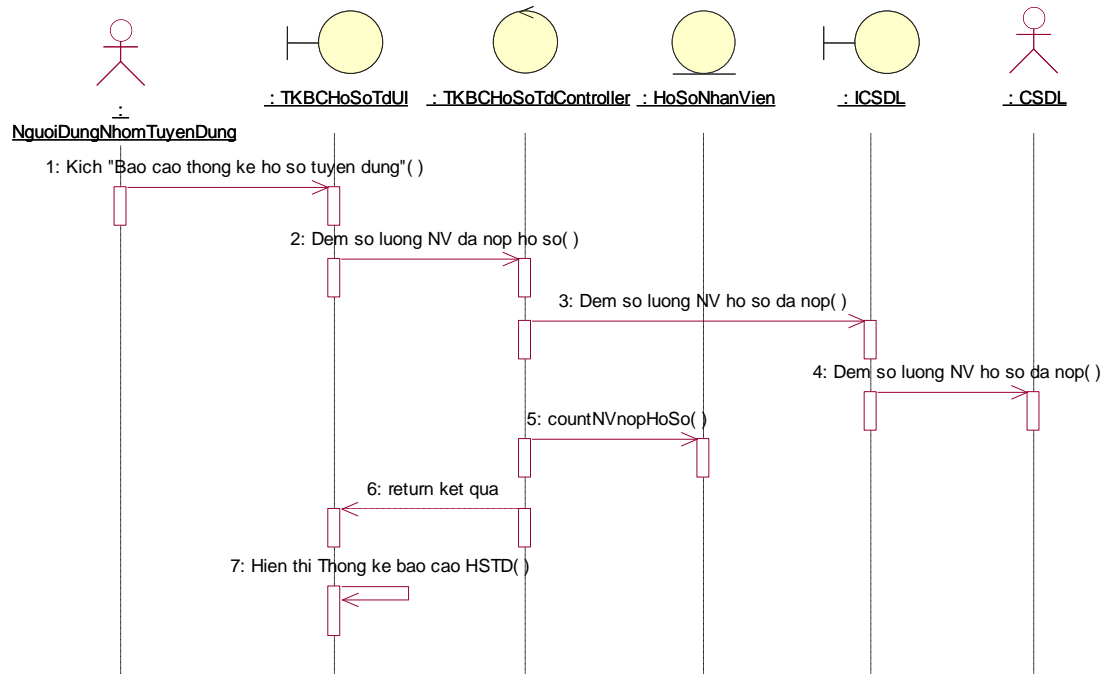 : TKBCHoSoTdUI
: TKBCHoSoTdController
: HoSoNhanVien
: ICSDL
: CSDL
:
NguoiDungNhomTuyenDung
1: Kich "Bao cao thong ke ho so tuyen dung"( )
2: Dem so luong NV da nop ho so( )
3: Dem so luong NV ho so da nop( )
4: Dem so luong NV ho so da nop( )
5: countNVnopHoSo( )
6: return ket qua
7: Hien thi Thong ke bao cao HSTD( )